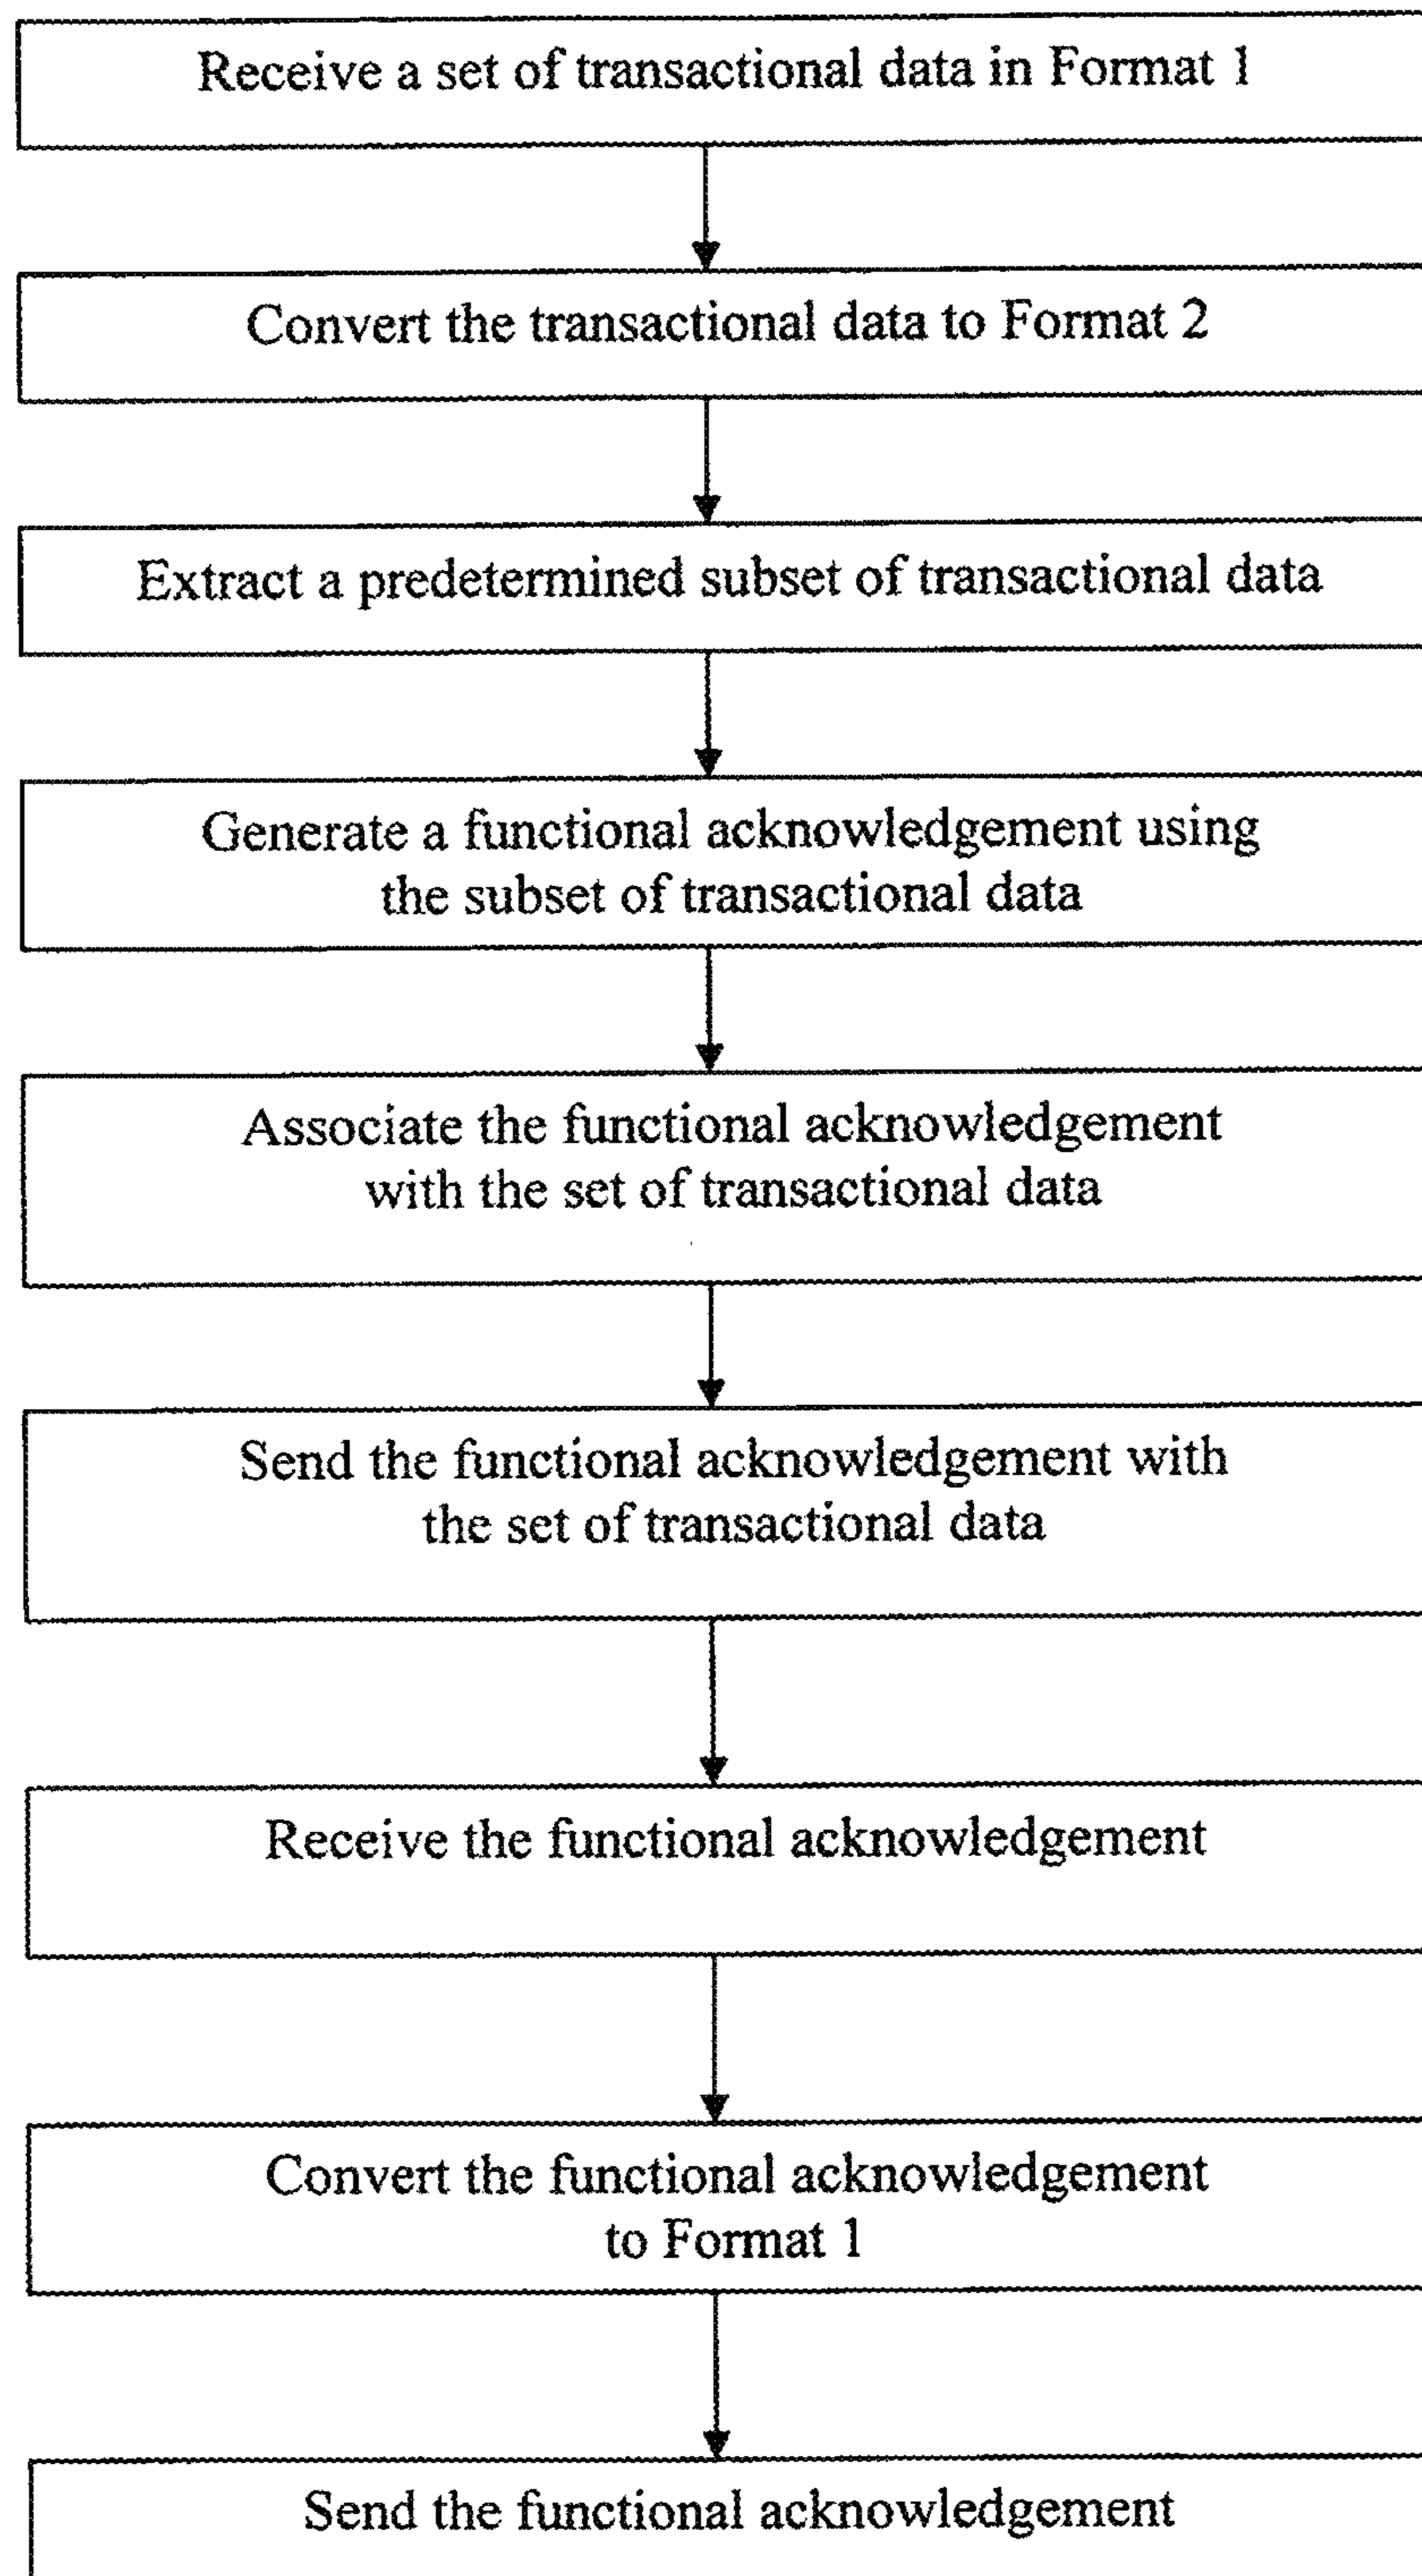 Receive a set of transactional data in Format 1
Convert the transactional data to Format 2
Extract a predetermined subset of transactional data
Generate a functional acknowledgement using
the subset of transactional data
Associate the functional acknowledgement
with the set of transactional data
Send the functional acknowledgement with
the set of transactional data
Receive the functional acknowledgement
Convert the functional acknowledgement
to Format 1
Send the functional acknowledgement